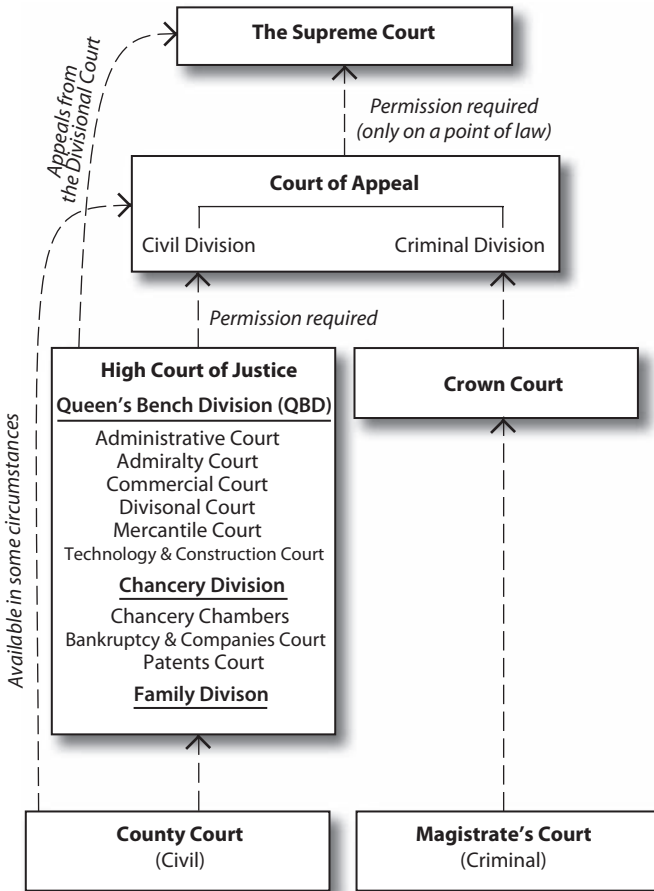 The Supreme Court
Appeals from
the Divisional Court
Permission required
(only on a point of law)
Court of Appeal
Civil Division
Criminal Division
Permission required
High Court of Justice
Queen's Bench Division (QBD)
Administrative Court
Admiralty Court
Commercial Court
Divisonal Court
Mercantile Court
Technology & Construction Court
Chancery Division
Chancery Chambers
Bankruptcy & Companies Court
Patents Court
Family Divison
Crown Court
Available in some circumstances
County Court
(Civil)
Magistrate's Court
(Criminal)